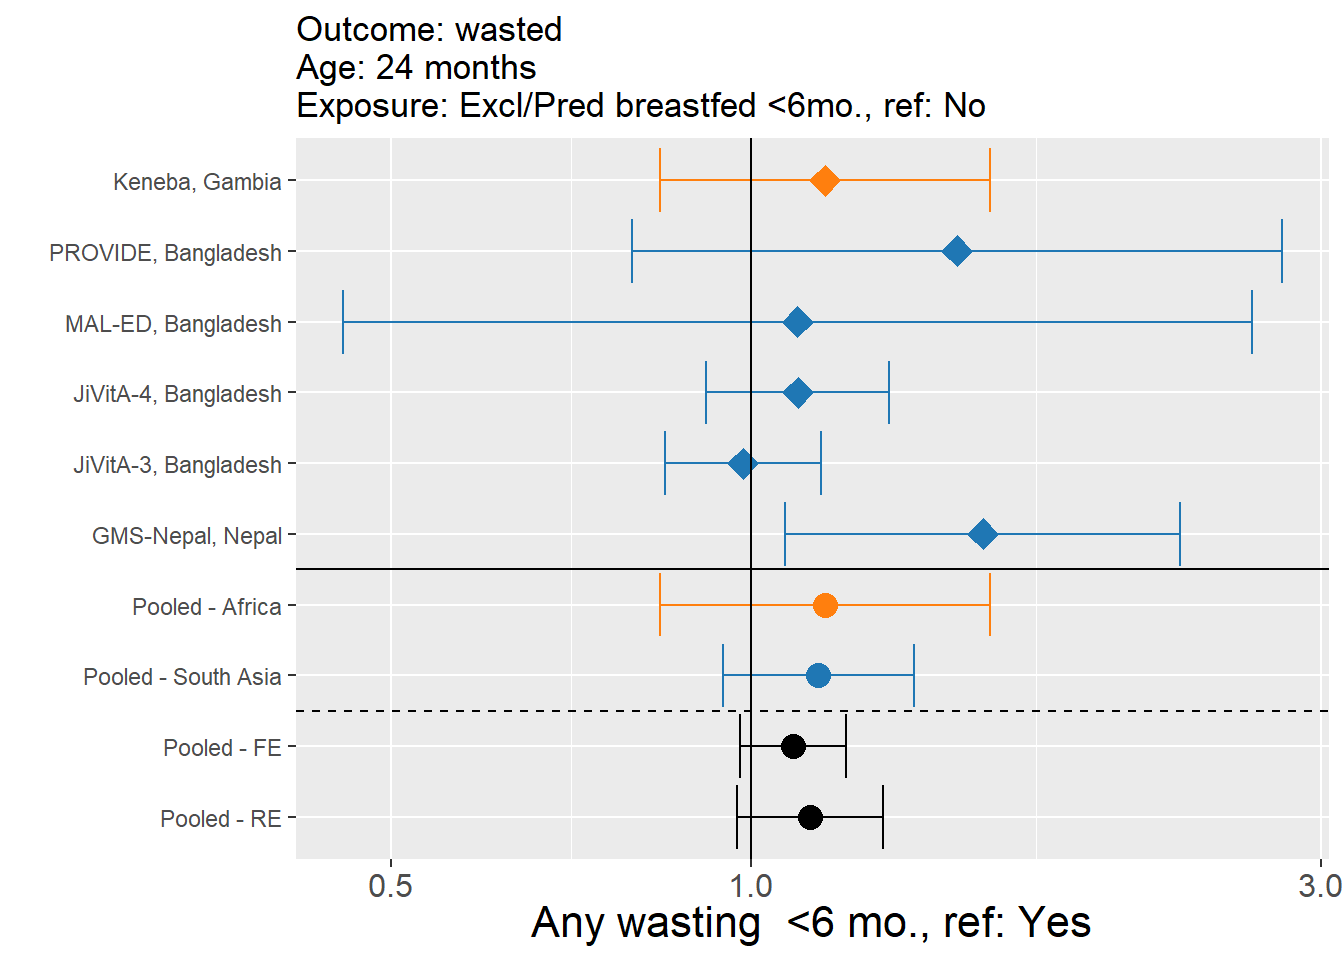 Outcome: wasted
Age: 24 months
Exposure: Excl/Pred breastfed <6mo., ref: No
Keneba, Gambia
PROVIDE, Bangladesh
MAL-ED, Bangladesh
JiVitA-4, Bangladesh
JiVitA-3, Bangladesh
GMS-Nepal, Nepal
Pooled - Africa
Pooled - South Asia
Pooled - FE
Pooled - RE
0.5 1.0 3.0
Any wasting  <6 mo., ref: Yes